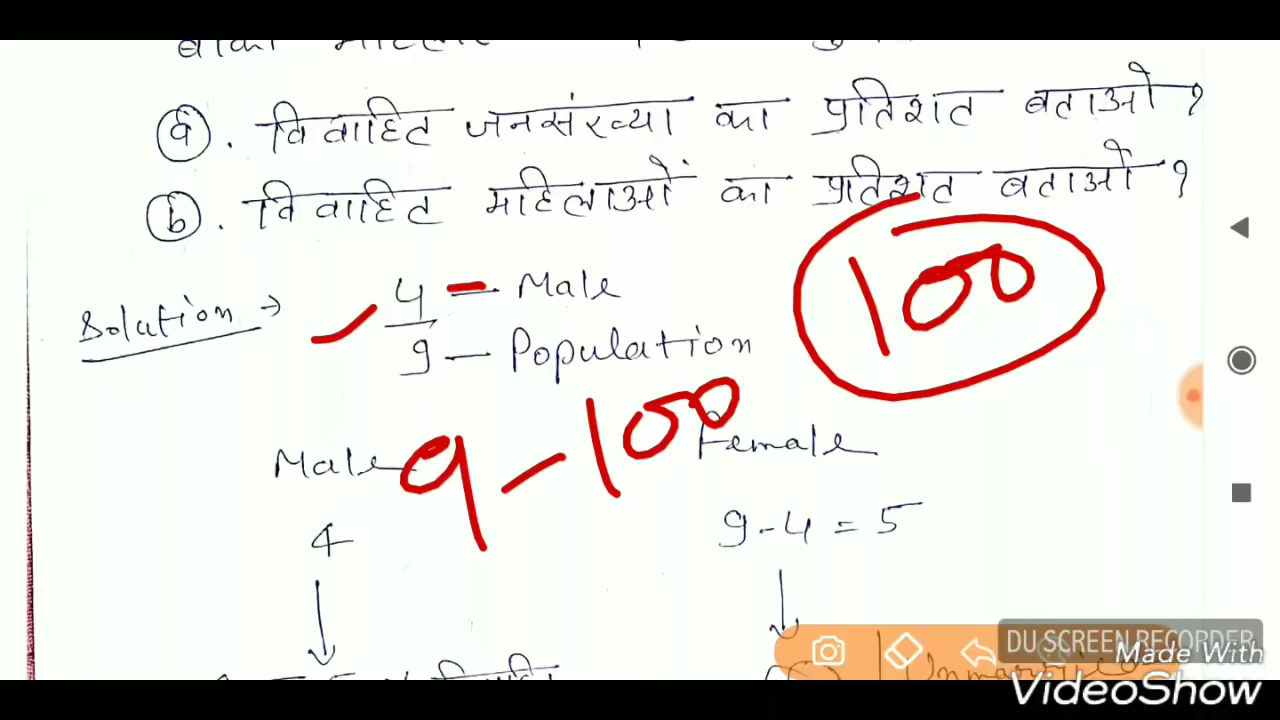 a. विवाहित जनसंख्या का प्रतिशत बताओ ?
b. विवाहित महिलाओं का प्रतिशत बताओ ?
Solution → 4 — Male
9 — Population
100
9 - 100
Male Female
4 9 - 4 = 5
DU SCREEN RECORDER
Made With
VideoShow